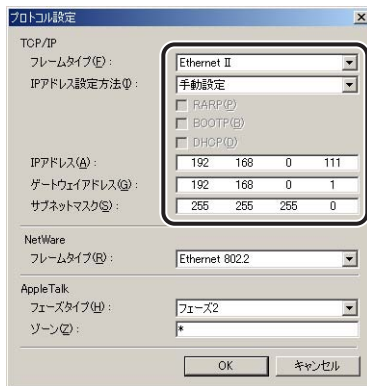 プロトコル設定
TCP/IP
フレームタイプ(F) : Ethernet II
IPアドレス設定方法(I) : 手動設定
RARP(P)
BOOTP(B)
DHCP(D)
IPアドレス(A) : 192 168 0 111
ゲートウェイアドレス(G) : 192 168 0 1
サブネットマスク(S) : 255 255 255 0
NetWare
フレームタイプ(R) : Ethernet 802.2
AppleTalk
フェーズタイプ(H) : フェーズ2
ゾーン(Z) : *
OK キャンセル